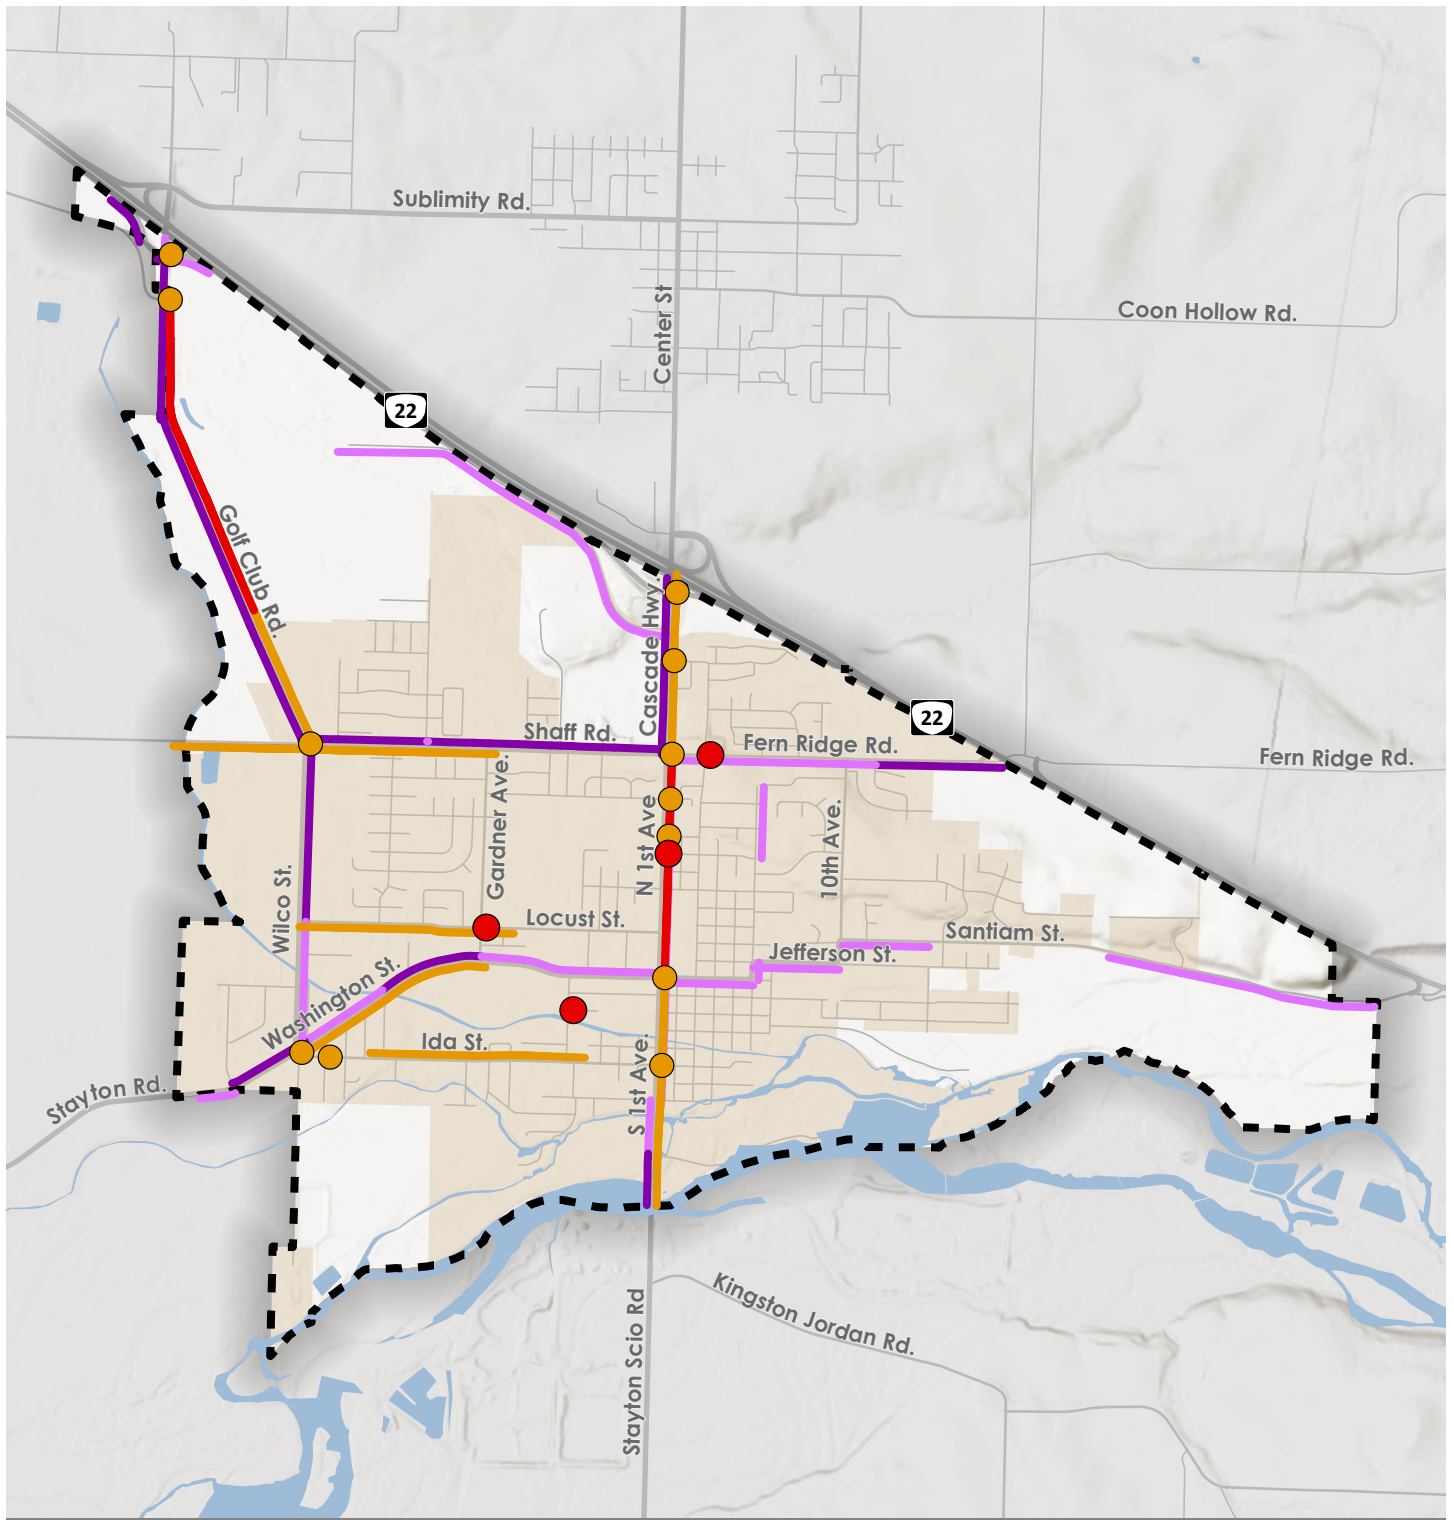 Sublimity Rd.
Center St
Coon Hollow Rd.
22
Golf Club Rd.
Cascade Hwy.
22
Shaff Rd.
Fern Ridge Rd.
Fern Ridge Rd.
Gardner Ave.
N 1st Ave
10th Ave.
Wilco St.
Locust St.
Santiam St.
Jefferson St.
Washington St.
Ida St.
S 1st Ave.
Stayton Rd.
Kingston Jordan Rd.
Stayton Scio Rd